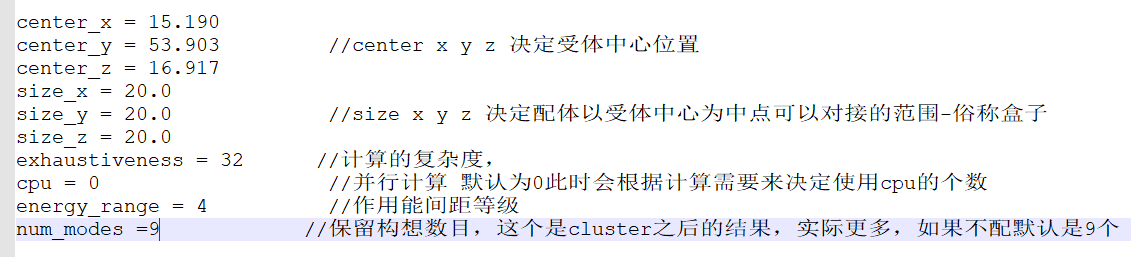 center_x = 15.190
center_y = 53.903 //center x y z 决定受体中心位置
center_z = 16.917
size_x = 20.0
size_y = 20.0 //size x y z 决定配体以受体中心为中点可以对接的范围-俗称盒子
size_z = 20.0
exhaustiveness = 32 //计算的复杂度,
cpu = 0 //并行计算 默认为0此时会根据计算需要来决定使用cpu的个数
energy_range = 4 //作用能间距等级
num_modes =9 //保留构想数目，这个是cluster之后的结果，实际更多，如果不配默认是9个